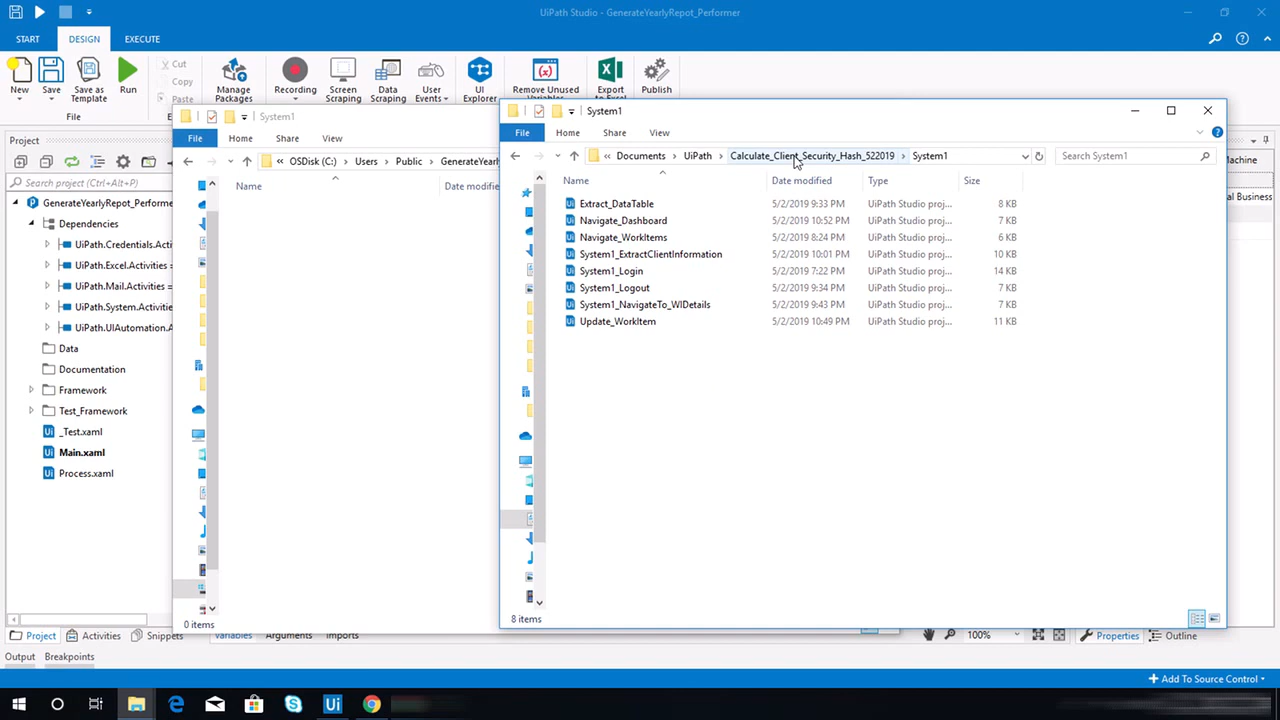 UiPath Studio - GenerateYearlyRepot_Performer
START DESIGN EXECUTE
New Save Save as Template Run Cut Copy Paste Manage Packages Recording Screen Scraping Data Scraping User Events UI Explorer Remove Unused Export to Excel Publish
File
Project
Search project (Ctrl+Alt+P)
GenerateYearlyRepot_Performe
Dependencies
UiPath.Credentials.Acti
UiPath.Excel.Activities =
UiPath.Mail.Activities =
UiPath.System.Activities
UiPath.UIAutomation.A
Data
Documentation
Framework
Test_Framework
_Test.xaml
Main.xaml
Process.xaml
System1
File Home Share View
« OSDisk (C:) › Users › Public › GenerateYearl
Name Date modifie
0 items
System1
File Home Share View
« Documents › UiPath › Calculate_Client_Security_Hash_522019 › System1
Search System1
Name Date modified Type Size
Extract_DataTable 5/2/2019 9:33 PM UiPath Studio proj... 8 KB
Navigate_Dashboard 5/2/2019 10:52 PM UiPath Studio proj... 7 KB
Navigate_WorkItems 5/2/2019 8:24 PM UiPath Studio proj... 6 KB
System1_ExtractClientInformation 5/2/2019 10:01 PM UiPath Studio proj... 10 KB
System1_Login 5/2/2019 7:22 PM UiPath Studio proj... 14 KB
System1_Logout 5/2/2019 9:34 PM UiPath Studio proj... 7 KB
System1_NavigateTo_WIDetails 5/2/2019 9:43 PM UiPath Studio proj... 7 KB
Update_WorkItem 5/2/2019 10:49 PM UiPath Studio proj... 11 KB
8 items
Machine
al Business
Project Activities Snippets
Variables Arguments Imports
100%
Properties Outline
Output Breakpoints
Add To Source Control